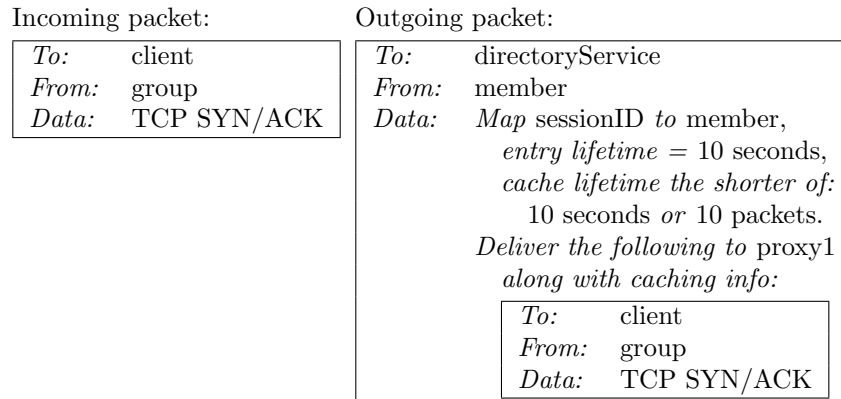 Incoming packet:
To: client
From: group
Data: TCP SYN/ACK
Outgoing packet:
To: directoryService
From: member
Data: Map sessionID to member,
entry lifetime = 10 seconds,
cache lifetime the shorter of:
10 seconds or 10 packets.
Deliver the following to proxy1
along with caching info:
To: client
From: group
Data: TCP SYN/ACK